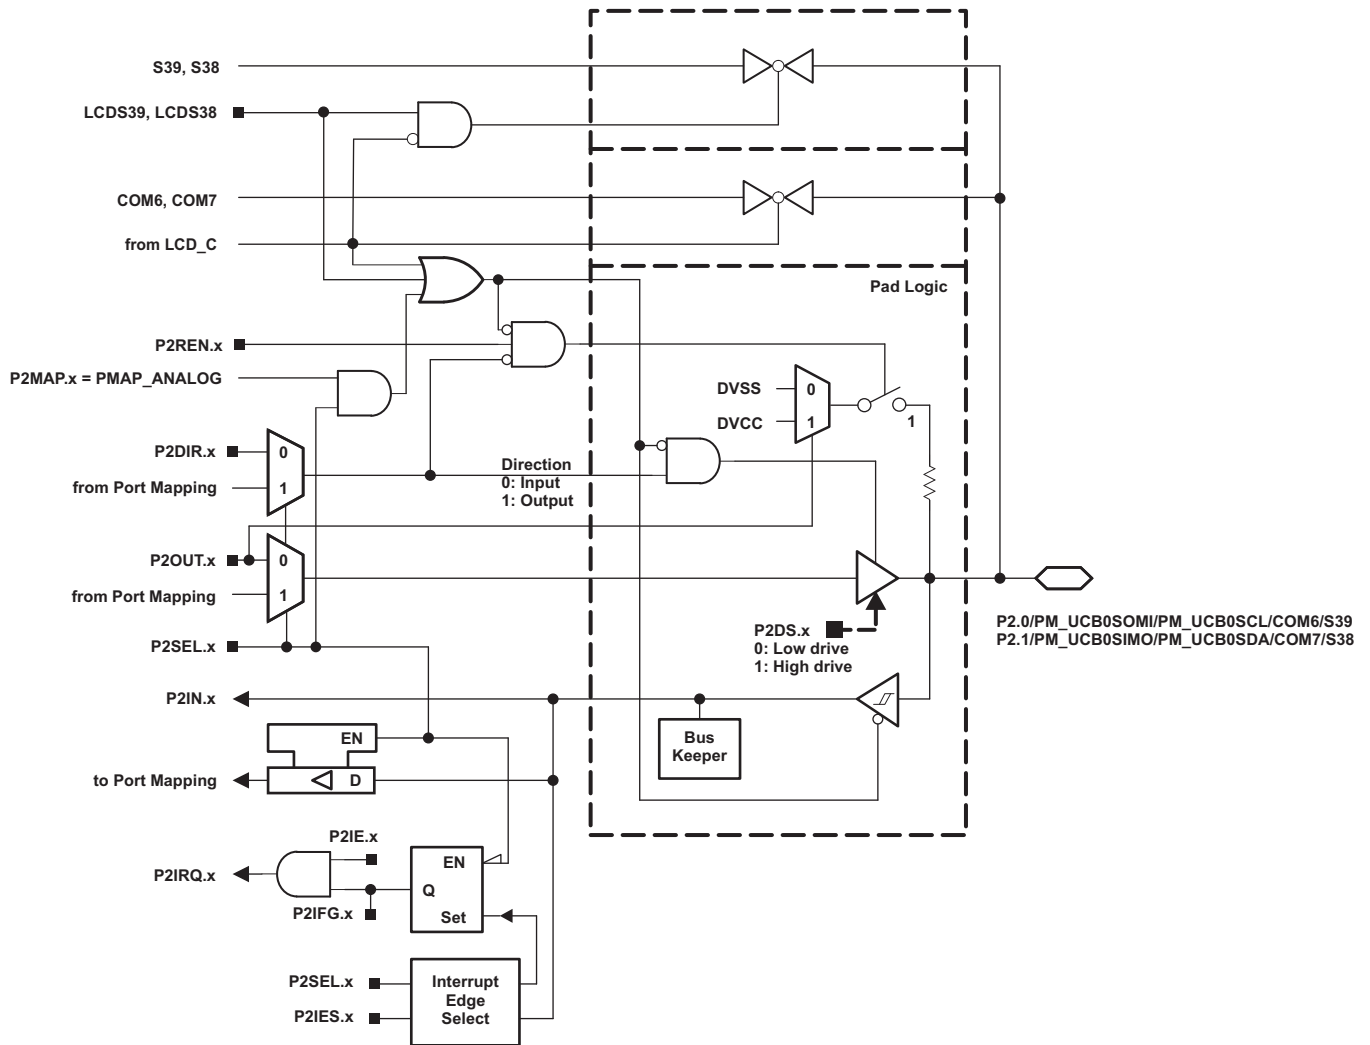 S39, S38
LCDS39, LCDS38
COM6, COM7
from LCD_C
Pad Logic
P2REN.x
P2MAP.x = PMAP_ANALOG
DVSS
0
DVCC
1
1
P2DIR.x
0
from Port Mapping
1
Direction
0: Input
1: Output
P2OUT.x
0
from Port Mapping
1
P2DS.x
0: Low drive
1: High drive
P2.0/PM_UCB0SOMI/PM_UCB0SCL/COM6/S39
P2.1/PM_UCB0SIMO/PM_UCB0SDA/COM7/S38
P2SEL.x
P2IN.x
Bus
Keeper
EN
to Port Mapping
D
P2IE.x
P2IRQ.x
EN
Q
P2IFG.x
Set
P2SEL.x
P2IES.x
Interrupt
Edge
Select